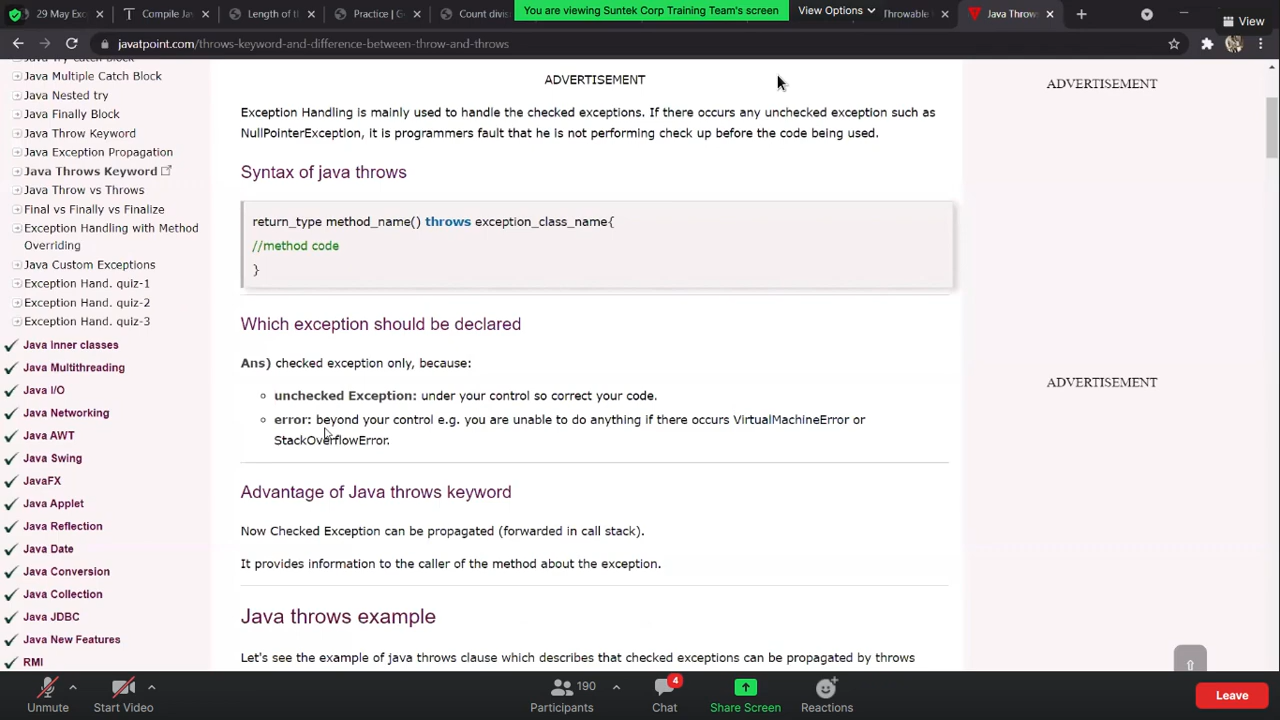 You are viewing Suntek Corp Training Team's screen
View Options
View
29 May Exce
Compile Jav
Length of th
Practice | G
Count divis
Throwable C
Java Throw
javatpoint.com/throws-keyword-and-difference-between-throw-and-throws
Java Try-catch block
Java Multiple Catch Block
Java Nested try
Java Finally Block
Java Throw Keyword
Java Exception Propagation
Java Throws Keyword
Java Throw vs Throws
Final vs Finally vs Finalize
Exception Handling with Method
Overriding
Java Custom Exceptions
Exception Hand. quiz-1
Exception Hand. quiz-2
Exception Hand. quiz-3
Java Inner classes
Java Multithreading
Java I/O
Java Networking
Java AWT
Java Swing
JavaFX
Java Applet
Java Reflection
Java Date
Java Conversion
Java Collection
Java JDBC
Java New Features
RMI
ADVERTISEMENT
Exception Handling is mainly used to handle the checked exceptions. If there occurs any unchecked exception such as
NullPointerException, it is programmers fault that he is not performing check up before the code being used.
Syntax of java throws
return_type method_name() throws exception_class_name{
//method code
}
Which exception should be declared
Ans) checked exception only, because:
unchecked Exception: under your control so correct your code.
error: beyond your control e.g. you are unable to do anything if there occurs VirtualMachineError or
StackOverflowError.
Advantage of Java throws keyword
Now Checked Exception can be propagated (forwarded in call stack).
It provides information to the caller of the method about the exception.
Java throws example
Let's see the example of java throws clause which describes that checked exceptions can be propagated by throws
ADVERTISEMENT
ADVERTISEMENT
Unmute
Start Video
190
Participants
4
Chat
Share Screen
Reactions
Leave